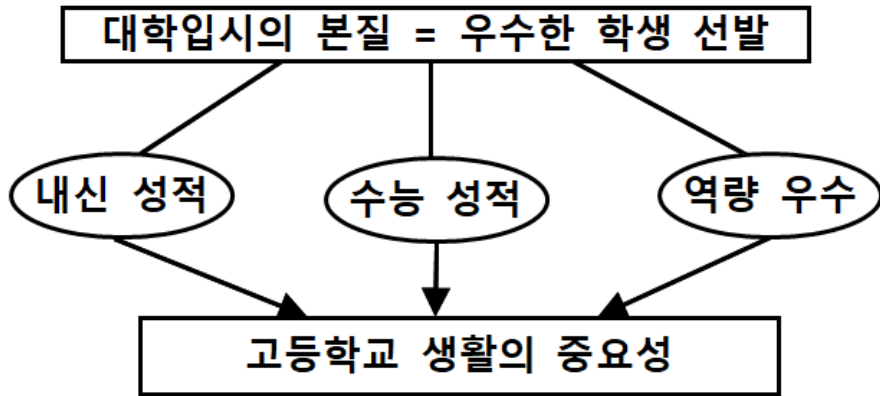 대학입시의 본질 = 우수한 학생 선발
내신 성적
수능 성적
역량 우수
고등학교 생활의 중요성